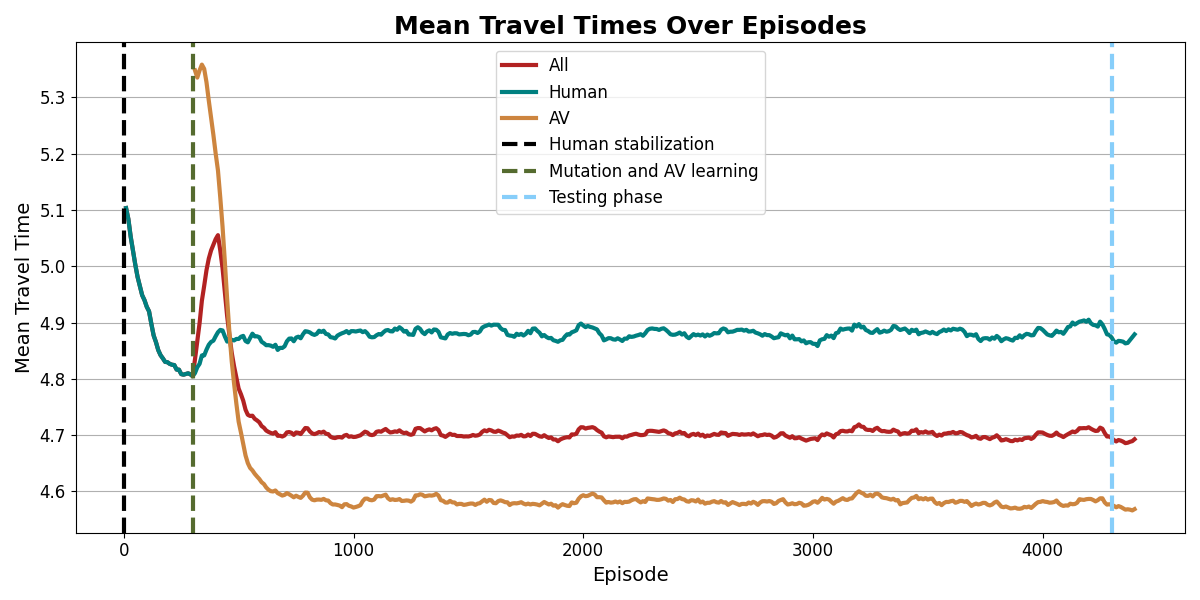 Mean Travel Times Over Episodes
Mean Travel Time
5.3
5.2
5.1
5.0
4.9
4.8
4.7
4.6
All
Human
AV
Human stabilization
Mutation and AV learning
Testing phase
0 1000 2000 3000 4000
Episode